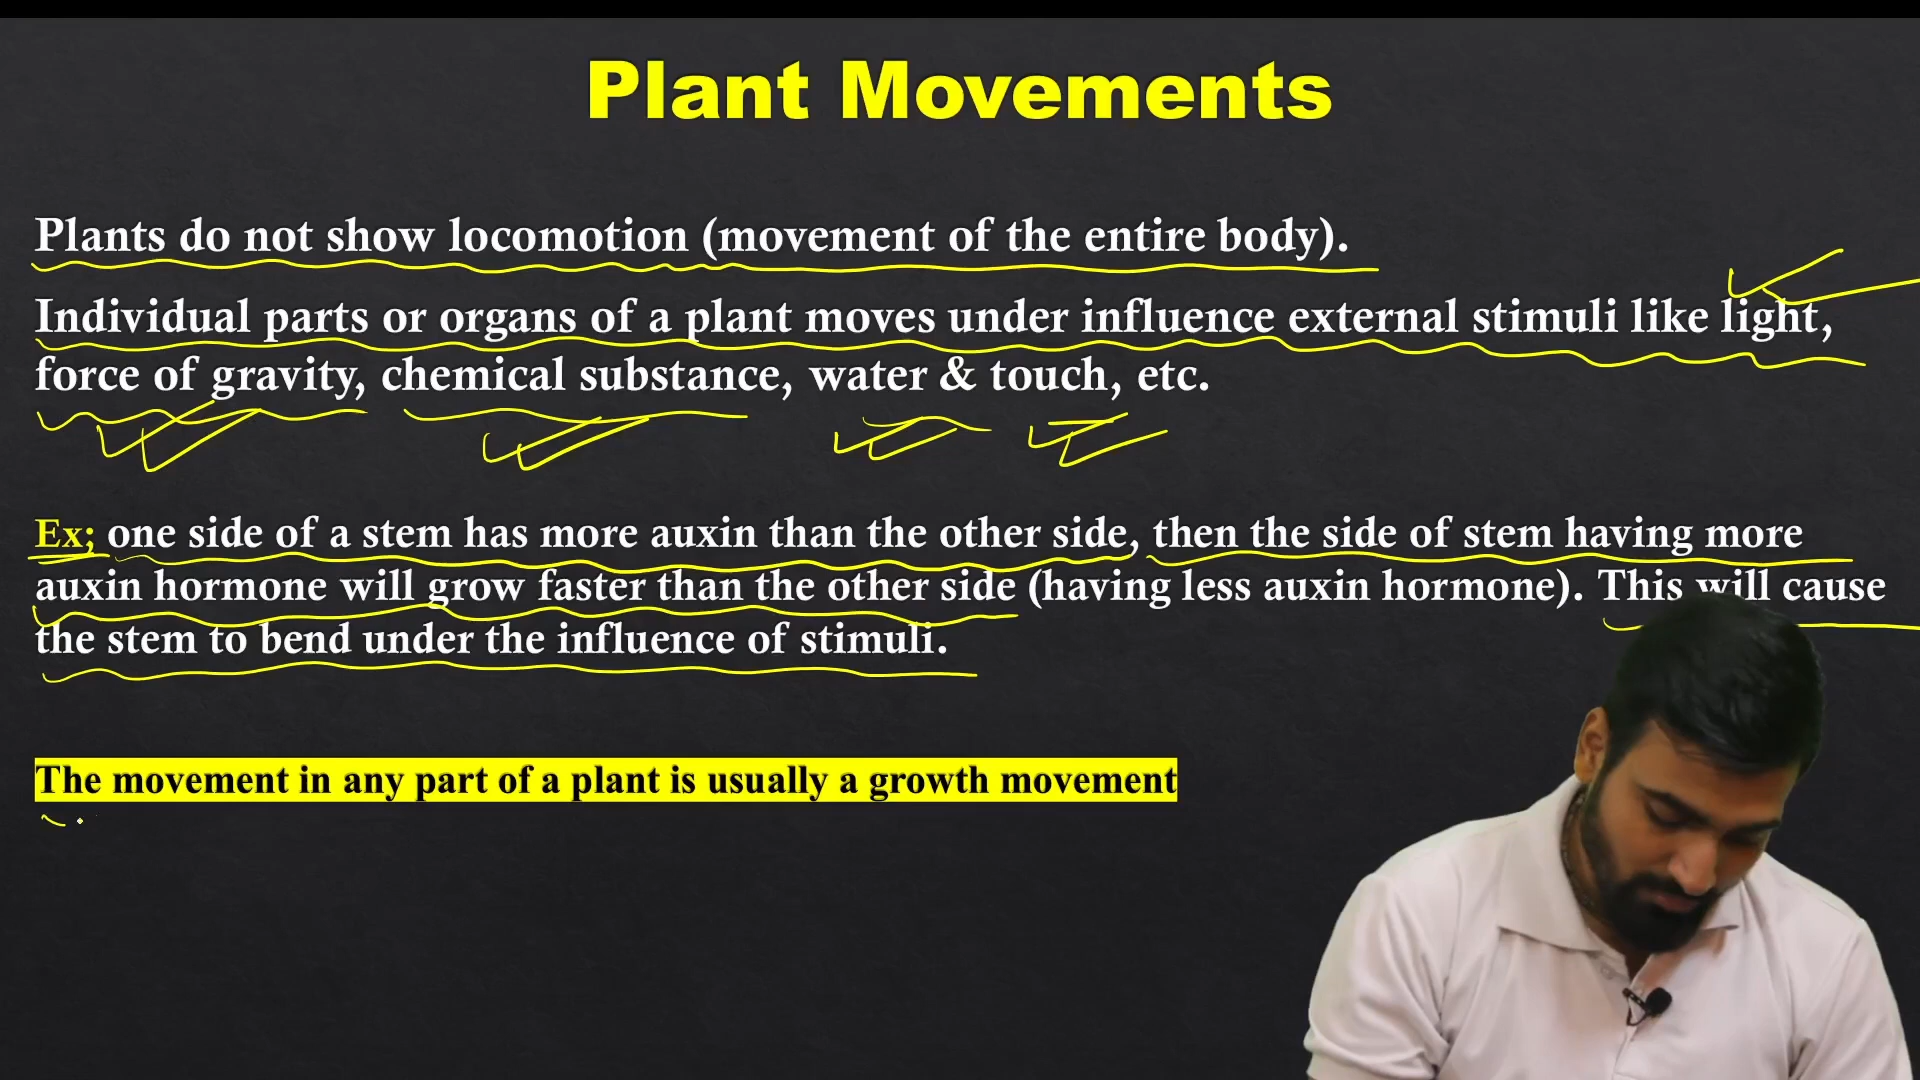 Plant Movements
Plants do not show locomotion (movement of the entire body).
Individual parts or organs of a plant moves under influence external stimuli like light,
force of gravity, chemical substance, water & touch, etc.
Ex; one side of a stem has more auxin than the other side, then the side of stem having more
auxin hormone will grow faster than the other side (having less auxin hormone). This will cause
the stem to bend under the influence of stimuli.
The movement in any part of a plant is usually a growth movement